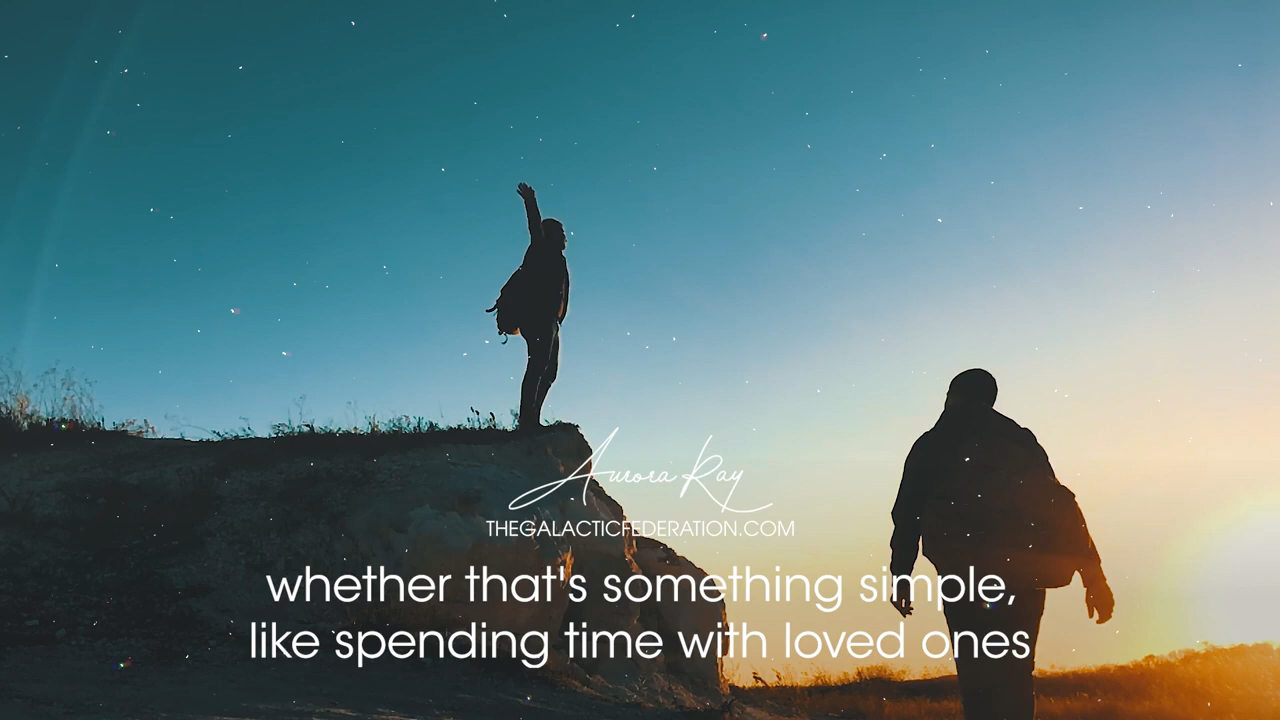 Aurora Ray
THEGALACTICFEDERATION.COM
whether that's something simple,
like spending time with loved ones